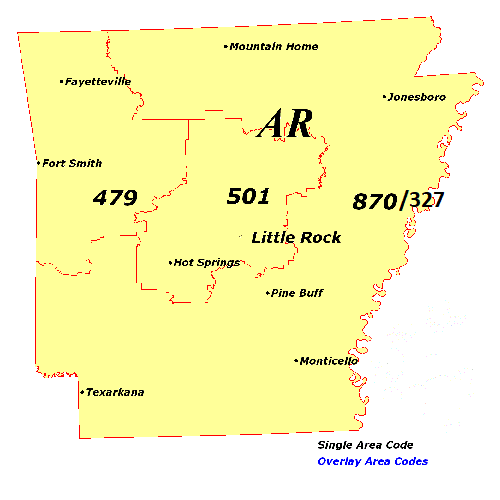 Mountain Home
Fayetteville
Jonesboro
AR
Fort Smith
479
501
870/327
Little Rock
Hot Springs
Pine Buff
Monticello
Texarkana
Single Area Code
Overlay Area Codes